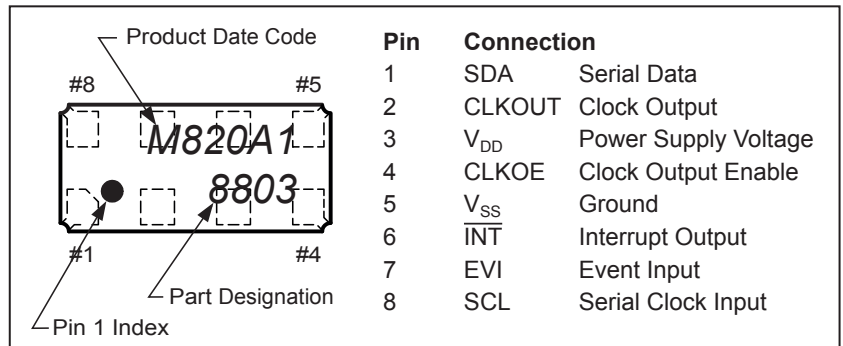 Product Date Code
#8 #5
M820A1
8803
#1 #4
Part Designation
Pin 1 Index
Pin Connection
1 SDA Serial Data
2 CLKOUT Clock Output
3 VDD Power Supply Voltage
4 CLKOE Clock Output Enable
5 VSS Ground
6 INT Interrupt Output
7 EVI Event Input
8 SCL Serial Clock Input